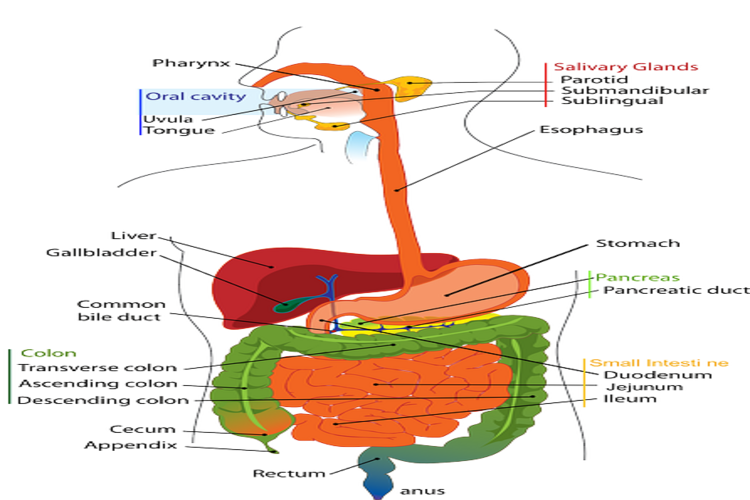 Pharynx
Oral cavity
Uvula
Tongue
Salivary Glands
Parotid
Submandibular
Sublingual
Esophagus
Liver
Gallbladder
Common
bile duct
Stomach
Pancreas
Pancreatic duct
Colon
Transverse colon
Ascending colon
Descending colon
Cecum
Appendix
Small Intesti ne
Duodenum
Jejunum
Ileum
Rectum
anus